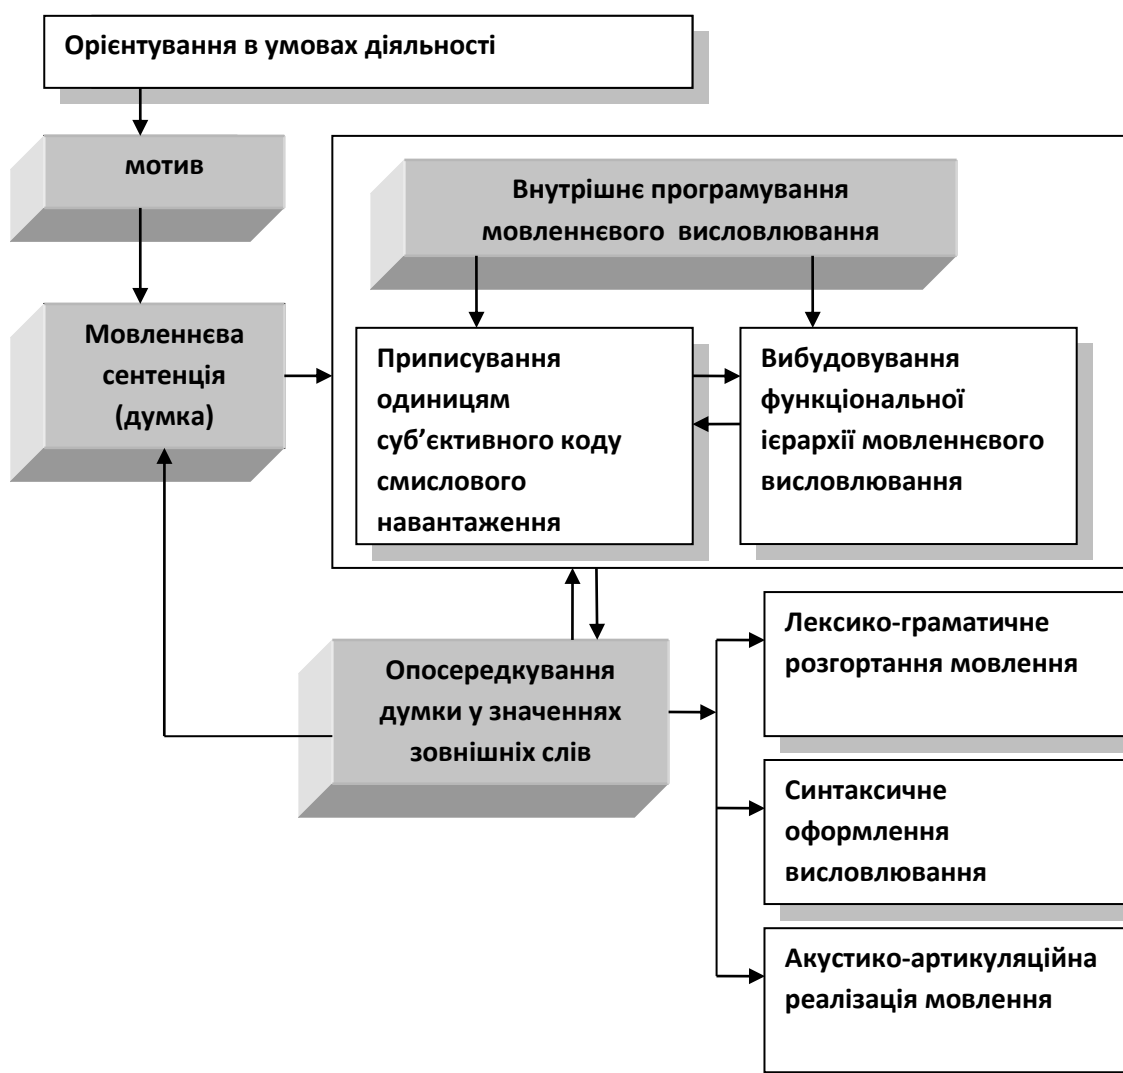 Орієнтування в умовах діяльності
мотив
Внутрішнє програмування
мовленнєвого висловлювання
Мовленнєва
сентенція
(думка)
Приписування
одиницям
суб’єктивного коду
смислового
навантаження
Вибудовування
функціональної
ієрархії мовленнєвого
висловлювання
Опосередкування
думки у значеннях
зовнішніх слів
Лексико-граматичне
розгортання мовлення
Синтаксичне
оформлення
висловлювання
Акустико-артикуляційна
реалізація мовлення